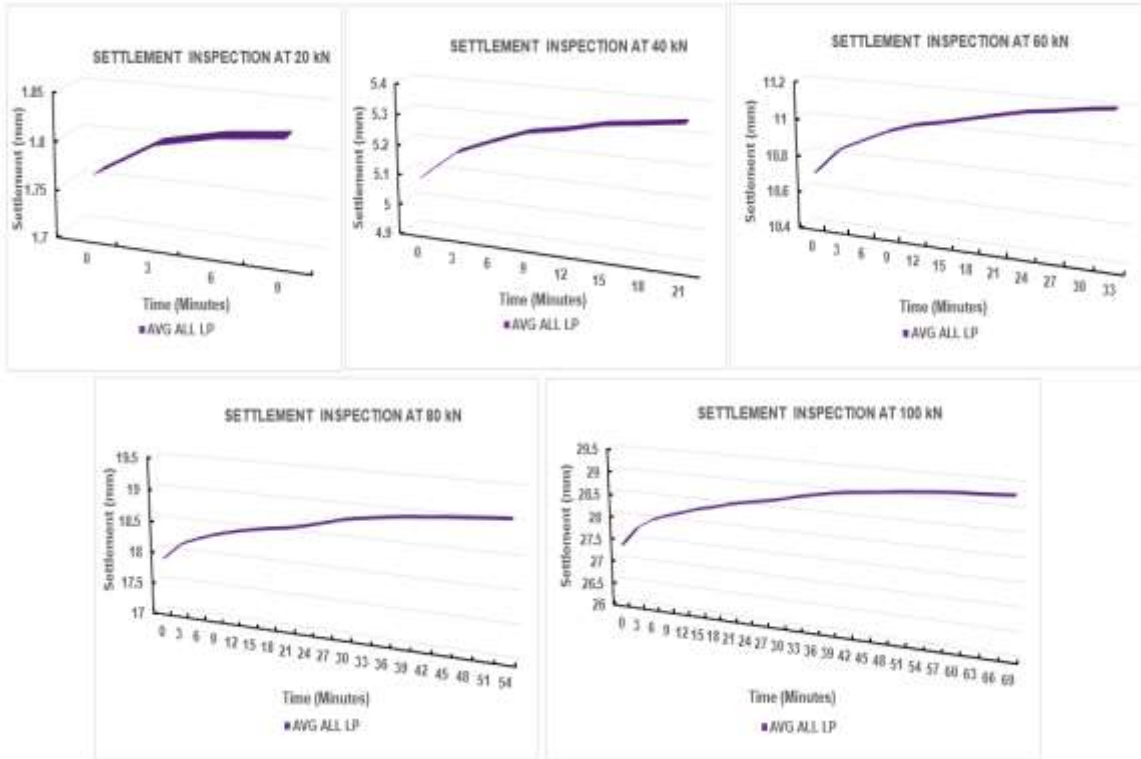 SETTLEMENT INSPECTION AT 20 kN
1.85
1.8
1.75
1.7
Settlement (mm)
0 3 6 9
Time (Minutes)
AVG ALL LP
SETTLEMENT INSPECTION AT 40 kN
5.4
5.3
5.2
5.1
5
4.9
Settlement (mm)
0 3 6 9 12 15 18 21
Time (Minutes)
AVG ALL LP
SETTLEMENT INSPECTION AT 60 kN
11.2
11
10.8
10.6
10.4
Settlement (mm)
0 3 6 9 12 15 18 21 24 27 30 33
Time (Minutes)
AVG ALL LP
SETTLEMENT INSPECTION AT 80 kN
19.5
19
18.5
18
17.5
17
Settlement (mm)
0 3 6 9 12 15 18 21 24 27 30 33 36 39 42 45 48 51 54
Time (Minutes)
AVG ALL LP
SETTLEMENT INSPECTION AT 100 kN
29.5
29
28.5
28
27.5
27
26.5
26
Settlement (mm)
0 3 6 9 12 15 18 21 24 27 30 33 36 39 42 45 48 51 54 57 60 63 66 69
Time (Minutes)
AVG ALL LP